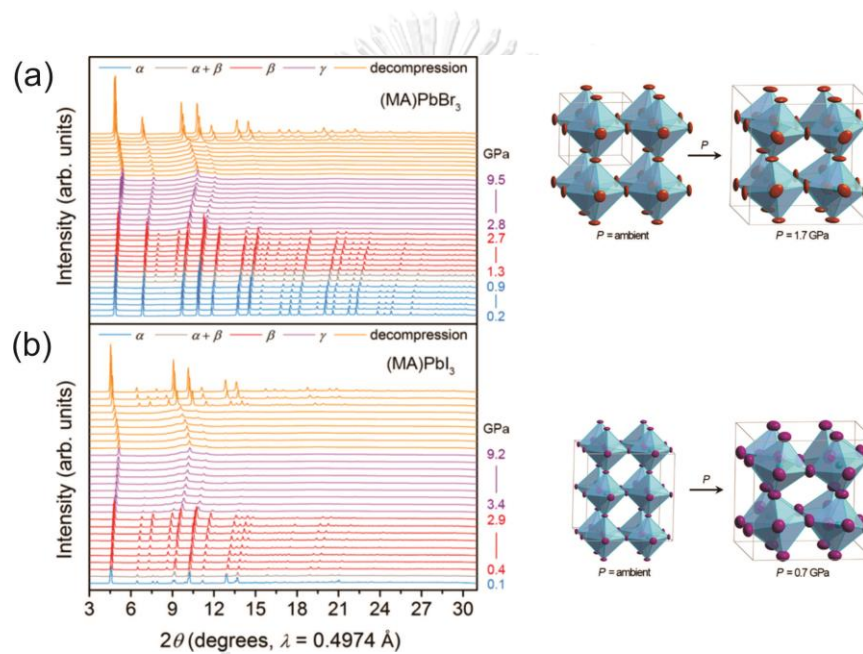 (a)
α α + β β γ decompression
(MA)PbBr₃
GPa
9.5
2.8
2.7
1.3
0.9
0.2
Intensity (arb. units)
P
P = ambient
P = 1.7 GPa
(b)
α α + β β γ decompression
(MA)PbI₃
GPa
9.2
3.4
2.9
0.4
0.1
Intensity (arb. units)
3 6 9 12 15 18 21 24 27 30
2θ (degrees, λ = 0.4974 Å)
P
P = ambient
P = 0.7 GPa